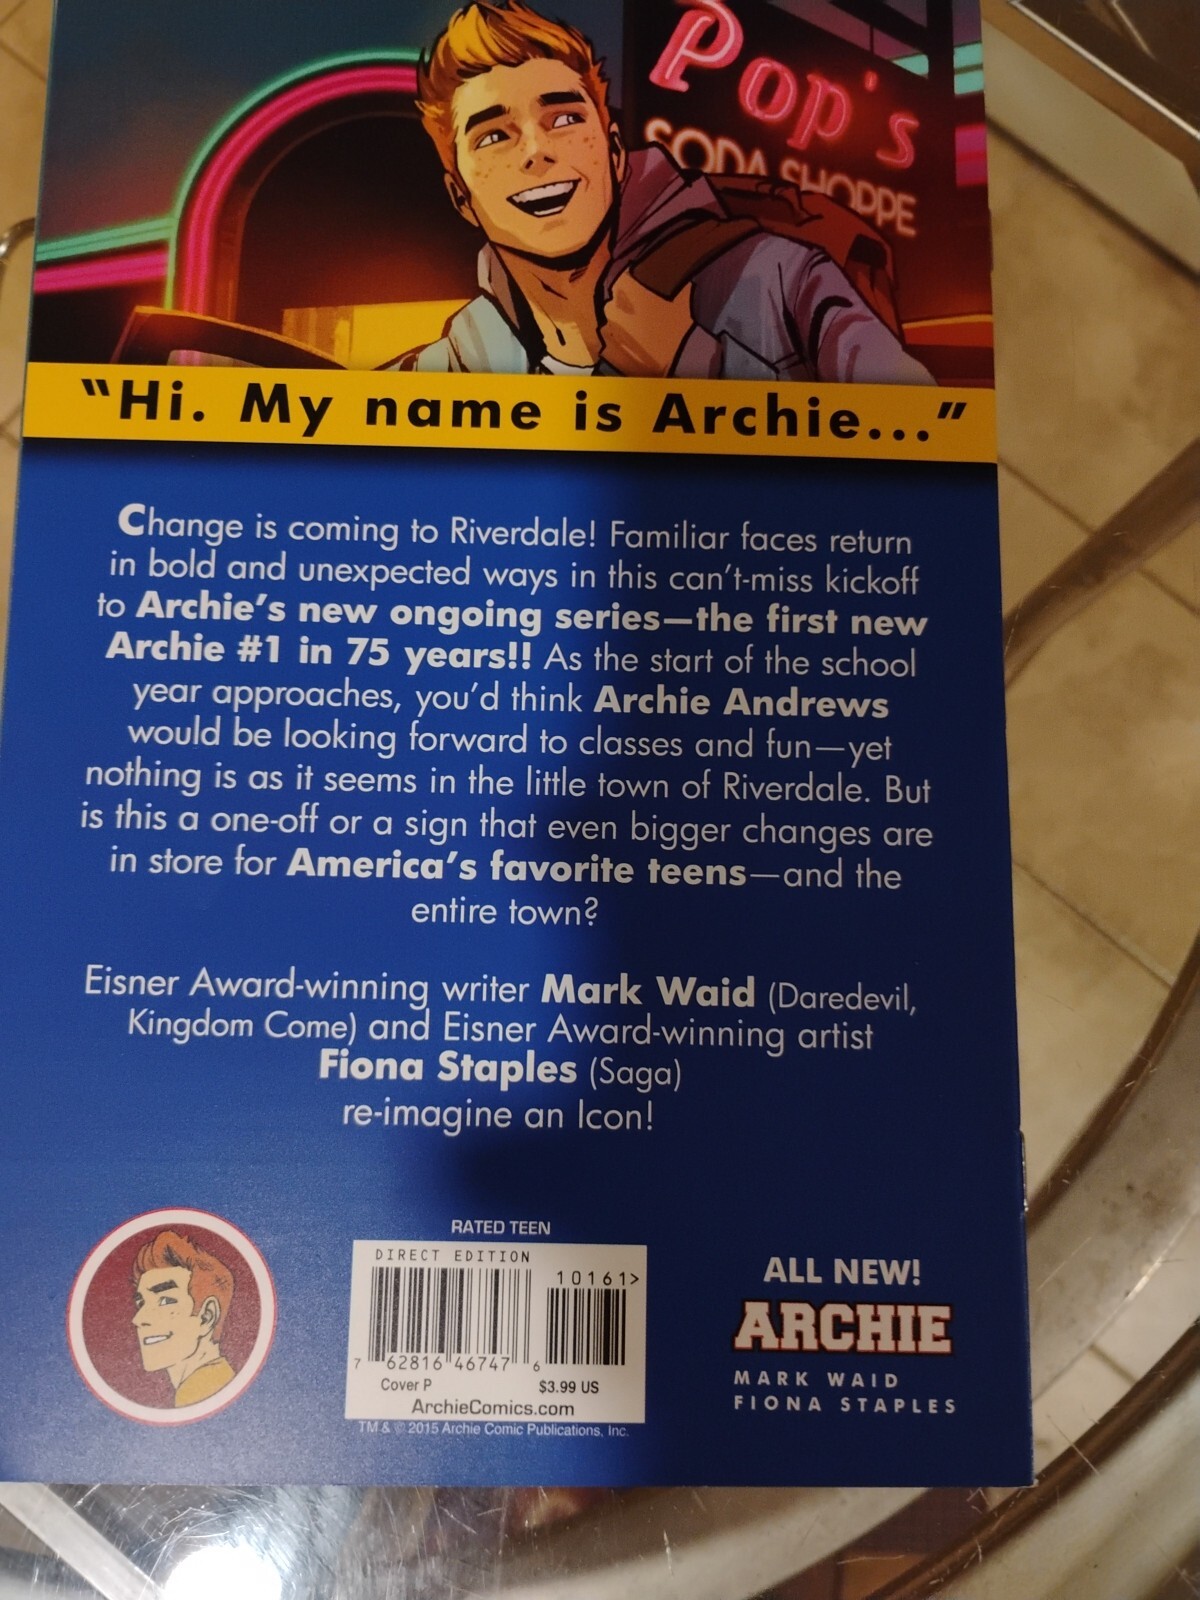 Pop's
SODA SHOPPE
"Hi. My name is Archie..."
Change is coming to Riverdale! Familiar faces return
in bold and unexpected ways in this can't-miss kickoff
to Archie's new ongoing series—the first new
Archie #1 in 75 years!! As the start of the school
year approaches, you'd think Archie Andrews
would be looking forward to classes and fun—yet
nothing is as it seems in the little town of Riverdale. But
is this a one-off or a sign that even bigger changes are
in store for America's favorite teens—and the
entire town?
Eisner Award-winning writer Mark Waid (Daredevil,
Kingdom Come) and Eisner Award-winning artist
Fiona Staples (Saga)
re-imagine an Icon!
RATED TEEN
DIRECT EDITION
10161>
7 62816 46747 6
Cover P $3.99 US
ArchieComics.com
TM & © 2015 Archie Comic Publications, Inc.
ALL NEW!
ARCHIE
MARK WAID
FIONA STAPLES